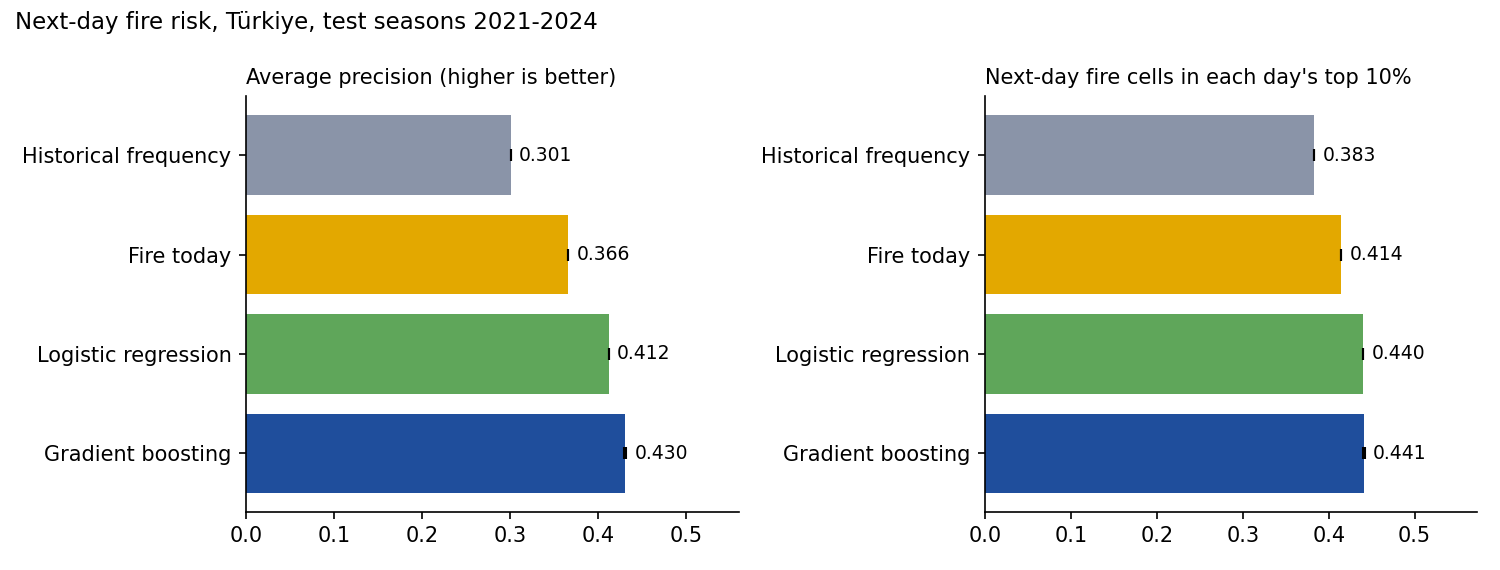 Next-day fire risk, Türkiye, test seasons 2021-2024
Average precision (higher is better)
Historical frequency
0.301
Fire today
0.366
Logistic regression
0.412
Gradient boosting
0.430
0.0 0.1 0.2 0.3 0.4 0.5
Next-day fire cells in each day's top 10%
Historical frequency
0.383
Fire today
0.414
Logistic regression
0.440
Gradient boosting
0.441
0.0 0.1 0.2 0.3 0.4 0.5